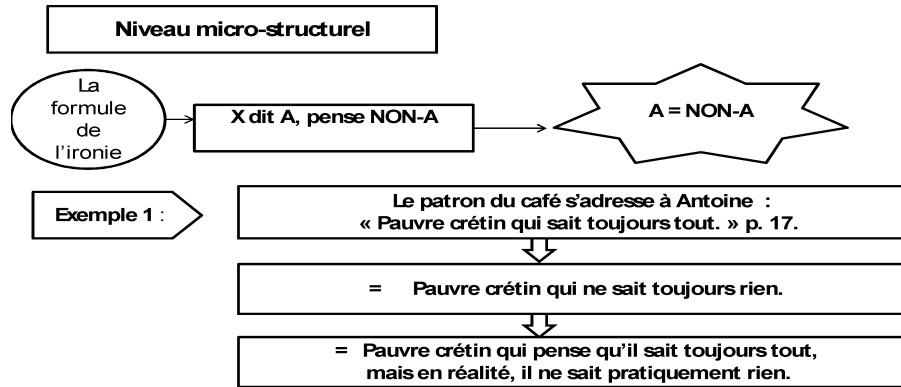 Niveau micro-structurel
La
formule
de
l'ironie
X dit A, pense NON-A
A = NON-A
Exemple 1 :
Le patron du café s'adresse à Antoine :
« Pauvre crétin qui sait toujours tout. » p. 17.
= Pauvre crétin qui ne sait toujours rien.
= Pauvre crétin qui pense qu'il sait toujours tout,
mais en réalité, il ne sait pratiquement rien.